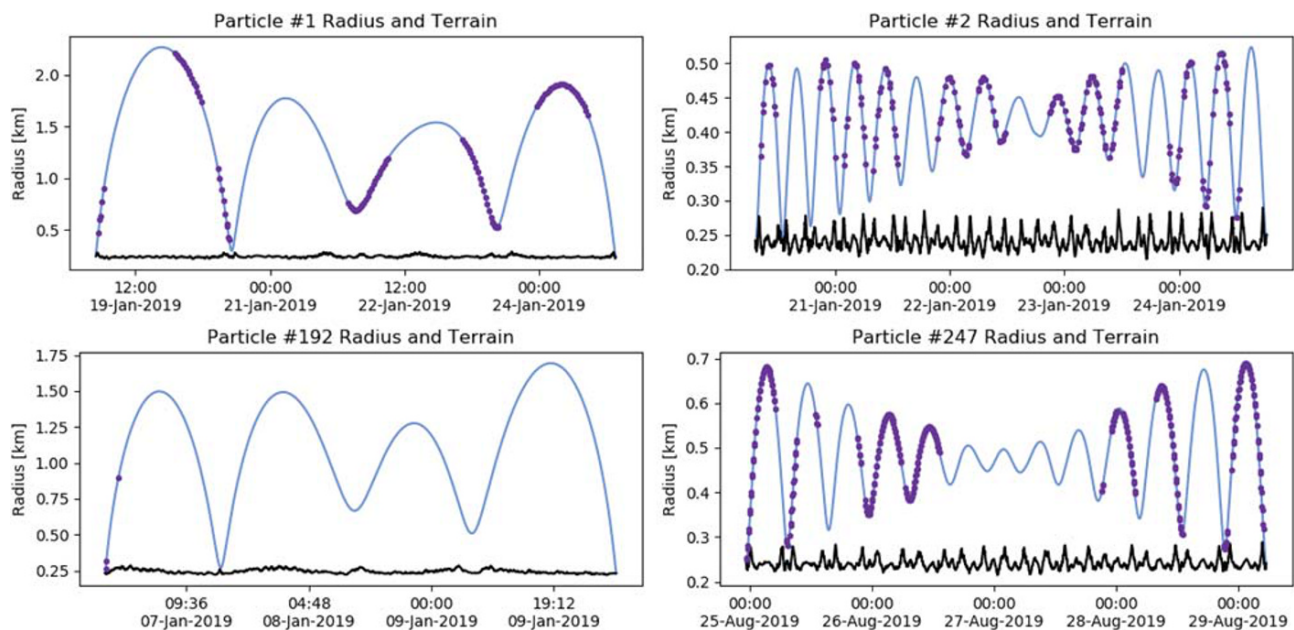 Particle #1 Radius and Terrain
Radius [km]
2.0
1.5
1.0
0.5
12:00 00:00 12:00 00:00
19-Jan-2019 21-Jan-2019 22-Jan-2019 24-Jan-2019
Particle #2 Radius and Terrain
Radius [km]
0.50
0.45
0.40
0.35
0.30
0.25
0.20
00:00 00:00 00:00 00:00
21-Jan-2019 22-Jan-2019 23-Jan-2019 24-Jan-2019
Particle #192 Radius and Terrain
Radius [km]
1.75
1.50
1.25
1.00
0.75
0.50
0.25
09:36 04:48 00:00 19:12
07-Jan-2019 08-Jan-2019 09-Jan-2019 09-Jan-2019
Particle #247 Radius and Terrain
Radius [km]
0.7
0.6
0.5
0.4
0.3
0.2
00:00 00:00 00:00 00:00 00:00
25-Aug-2019 26-Aug-2019 27-Aug-2019 28-Aug-2019 29-Aug-2019